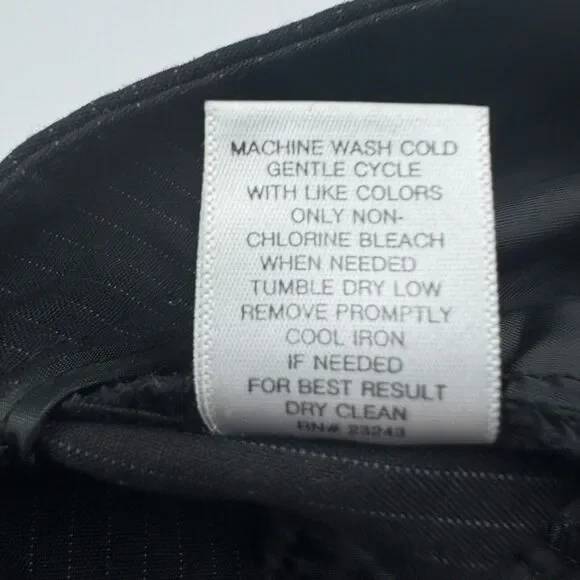 MACHINE WASH COLD
GENTLE CYCLE
WITH LIKE COLORS
ONLY NON-
CHLORINE BLEACH
WHEN NEEDED
TUMBLE DRY LOW
REMOVE PROMPTLY
COOL IRON
IF NEEDED
FOR BEST RESULT
DRY CLEAN
RN# 23243